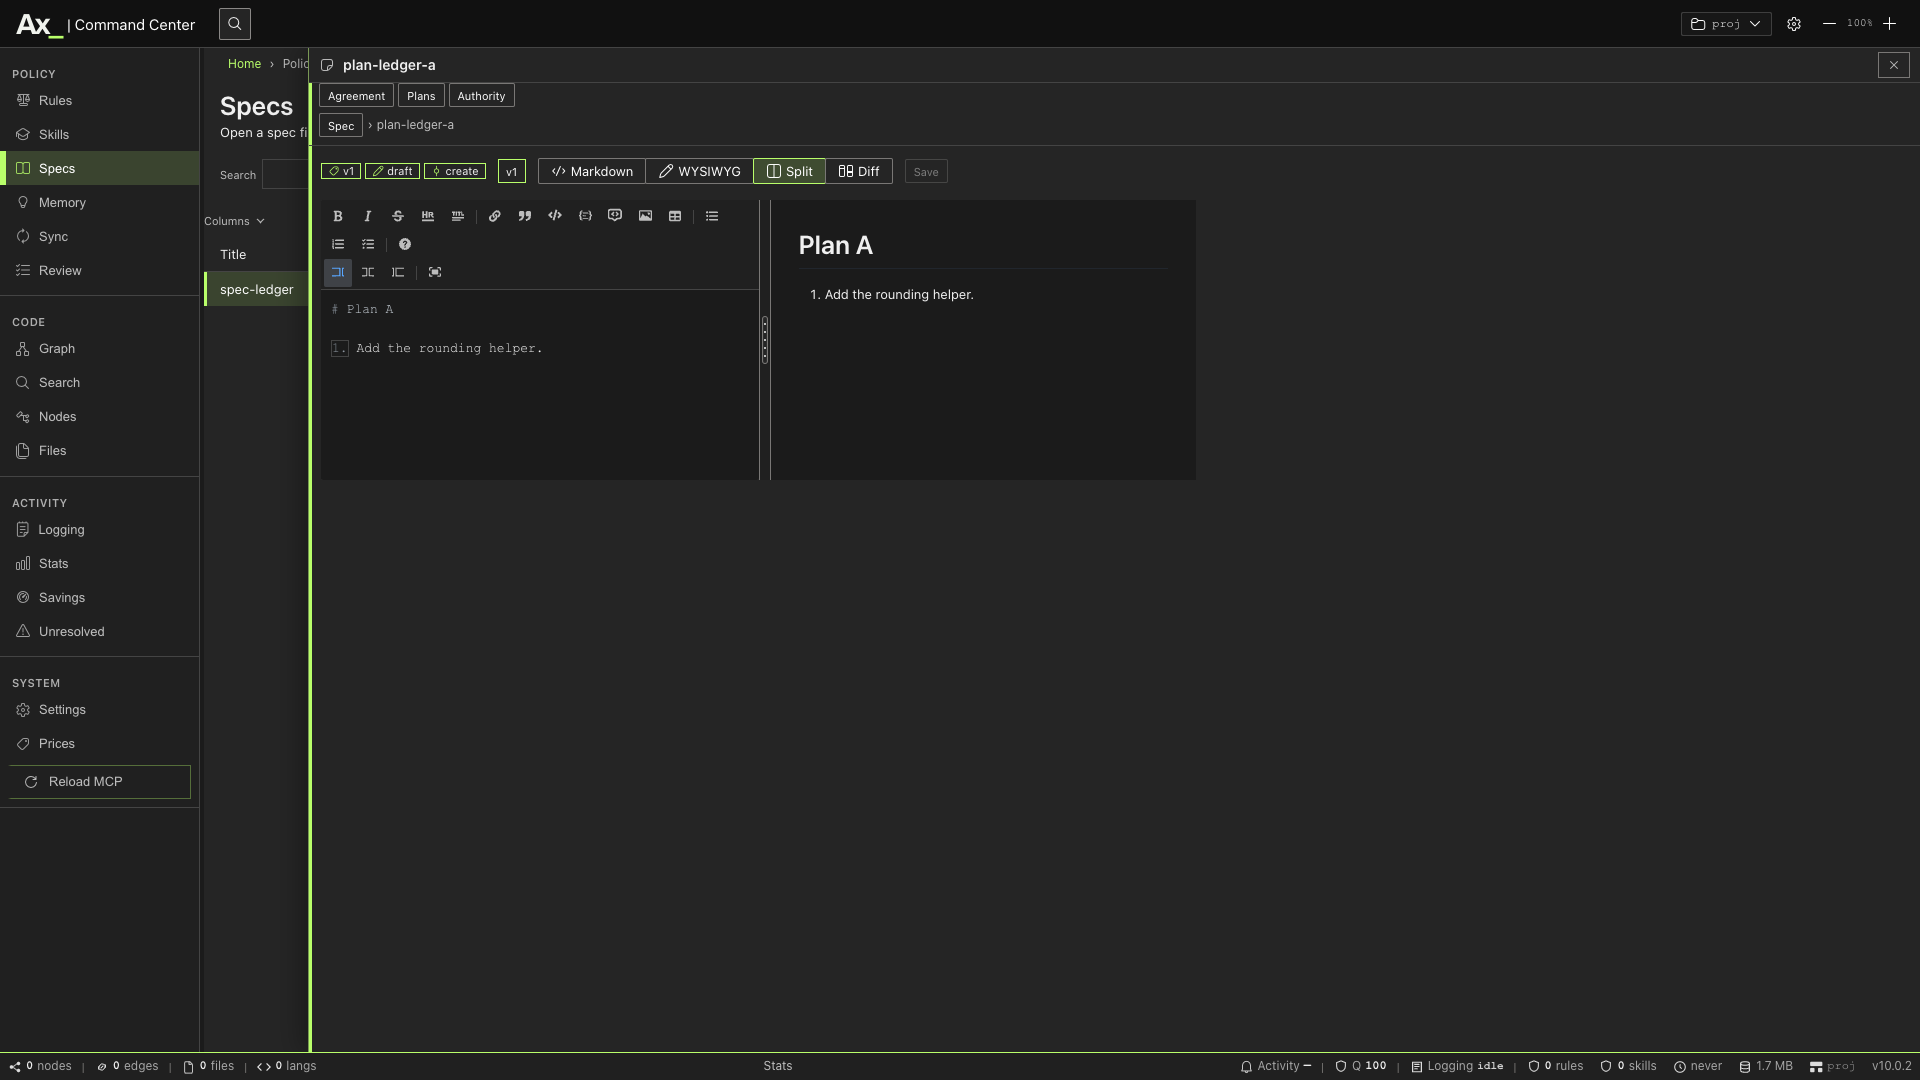 Ax_ | Command Center
proj
100%
POLICY
Rules
Skills
Specs
Memory
Sync
Review
CODE
Graph
Search
Nodes
Files
ACTIVITY
Logging
Stats
Savings
Unresolved
SYSTEM
Settings
Prices
Reload MCP
Home › Polic
Specs
Open a spec fi
Search
Columns
Title
spec-ledger
plan-ledger-a
Agreement Plans Authority
Spec › plan-ledger-a
v1 draft create v1 Markdown WYSIWYG Split Diff Save
HR
# Plan A
1. Add the rounding helper.
Plan A
1. Add the rounding helper.
0 nodes | 0 edges | 0 files | 0 langs
Stats
Activity — | Q 100 | Logging idle | 0 rules 0 skills never 1.7 MB proj v10.0.2